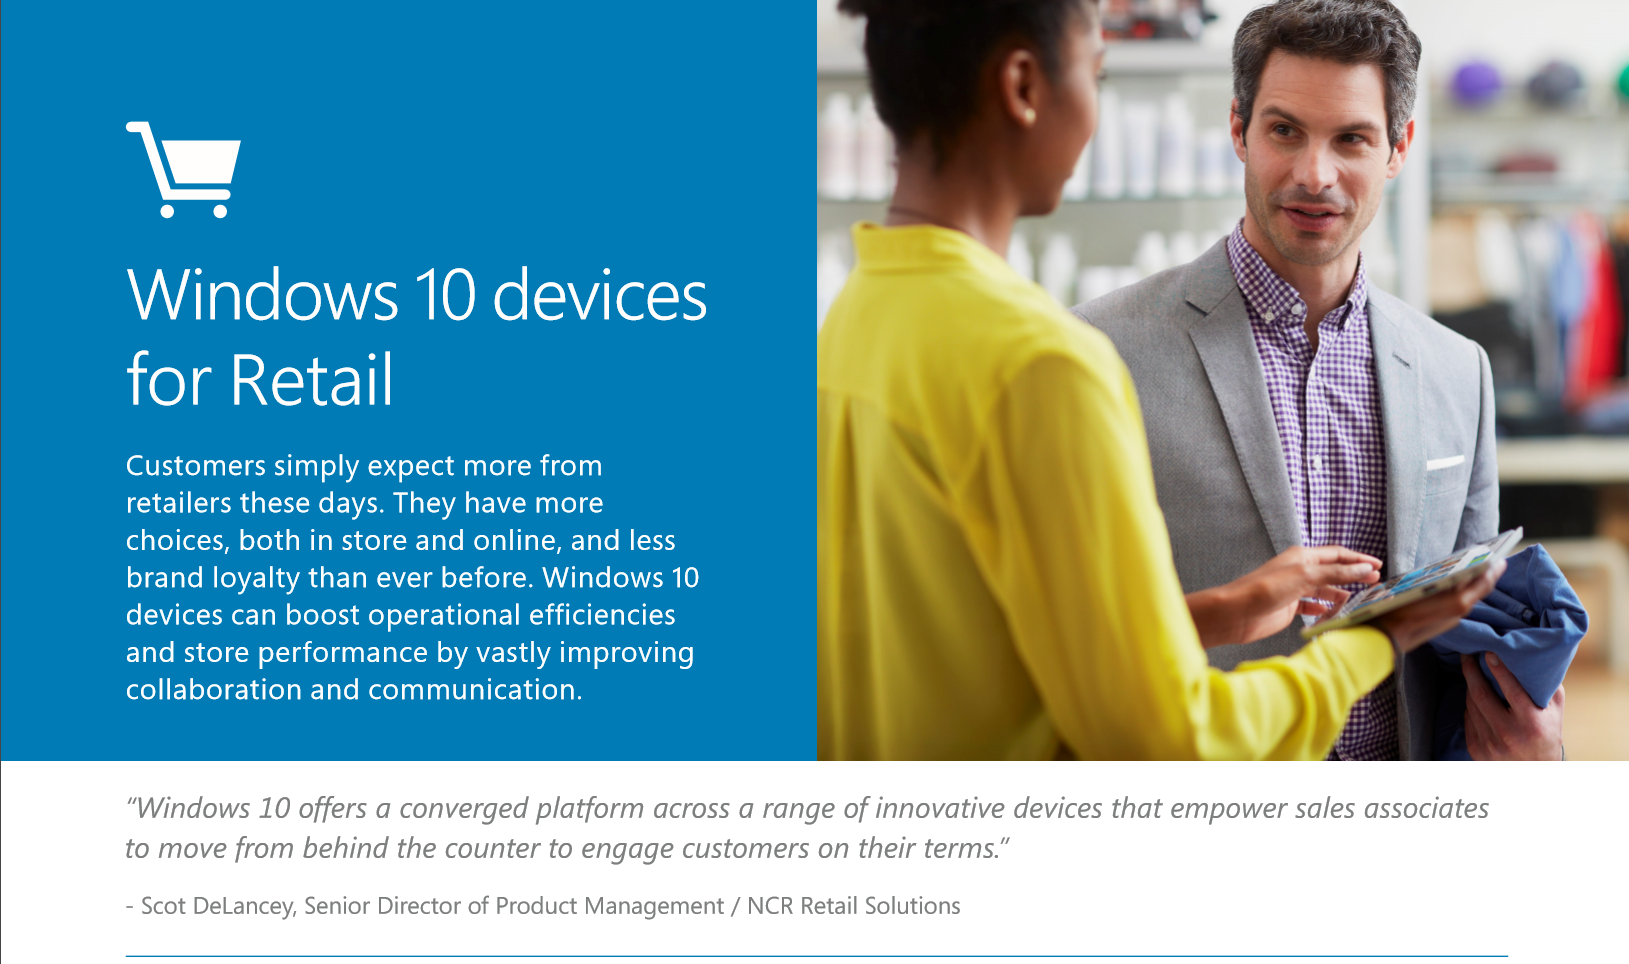 Windows 10 devices
for Retail
Customers simply expect more from
retailers these days. They have more
choices, both in store and online, and less
brand loyalty than ever before. Windows 10
devices can boost operational efficiencies
and store performance by vastly improving
collaboration and communication.
“Windows 10 offers a converged platform across a range of innovative devices that empower sales associates
to move from behind the counter to engage customers on their terms.”
- Scot DeLancey, Senior Director of Product Management / NCR Retail Solutions